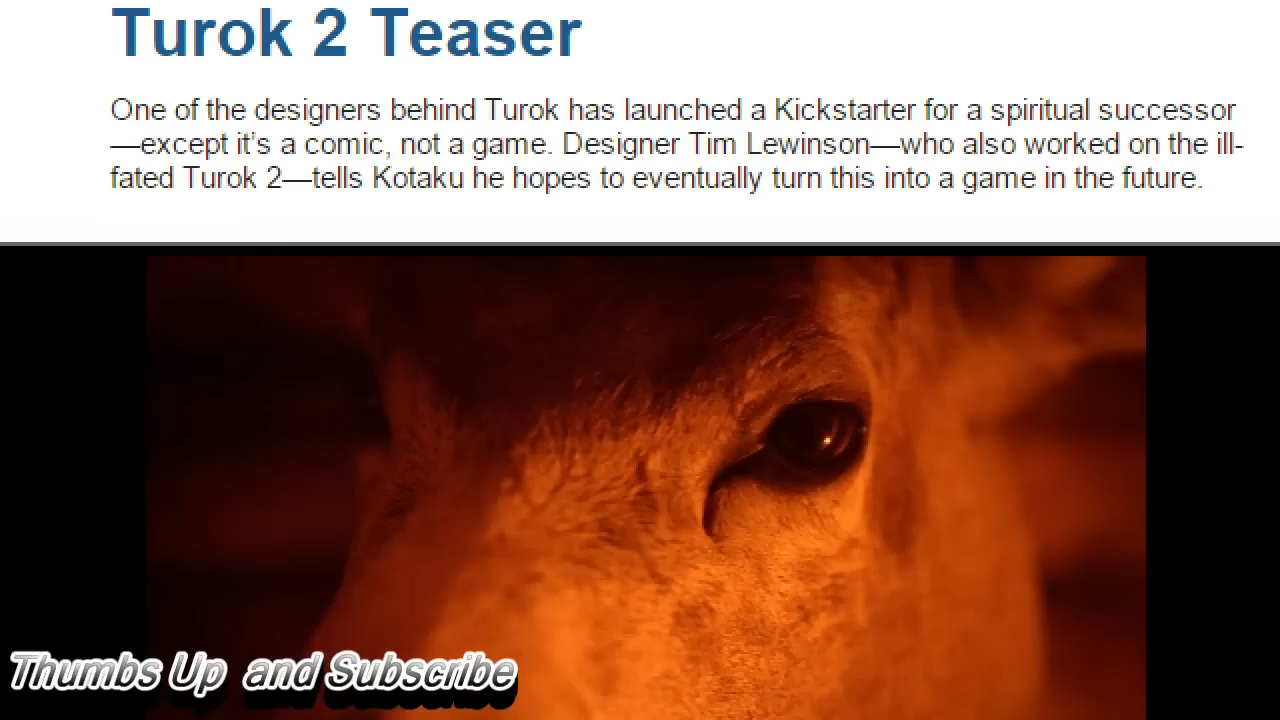 Turok 2 Teaser
One of the designers behind Turok has launched a Kickstarter for a spiritual successor
—except it's a comic, not a game. Designer Tim Lewinson—who also worked on the ill-
fated Turok 2—tells Kotaku he hopes to eventually turn this into a game in the future.
Thumbs Up and Subscribe